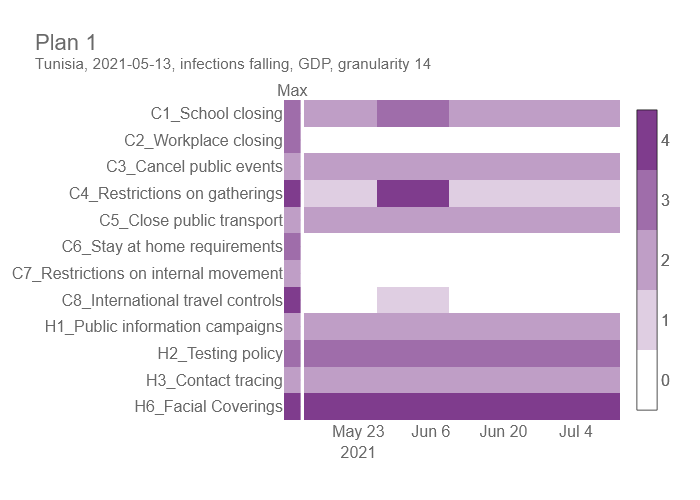 Plan 1
Tunisia, 2021-05-13, infections falling, GDP, granularity 14
Max
C1_School closing
C2_Workplace closing
C3_Cancel public events
C4_Restrictions on gatherings
C5_Close public transport
C6_Stay at home requirements
C7_Restrictions on internal movement
C8_International travel controls
H1_Public information campaigns
H2_Testing policy
H3_Contact tracing
H6_Facial Coverings
May 23 Jun 6 Jun 20 Jul 4
2021
4
3
2
1
0